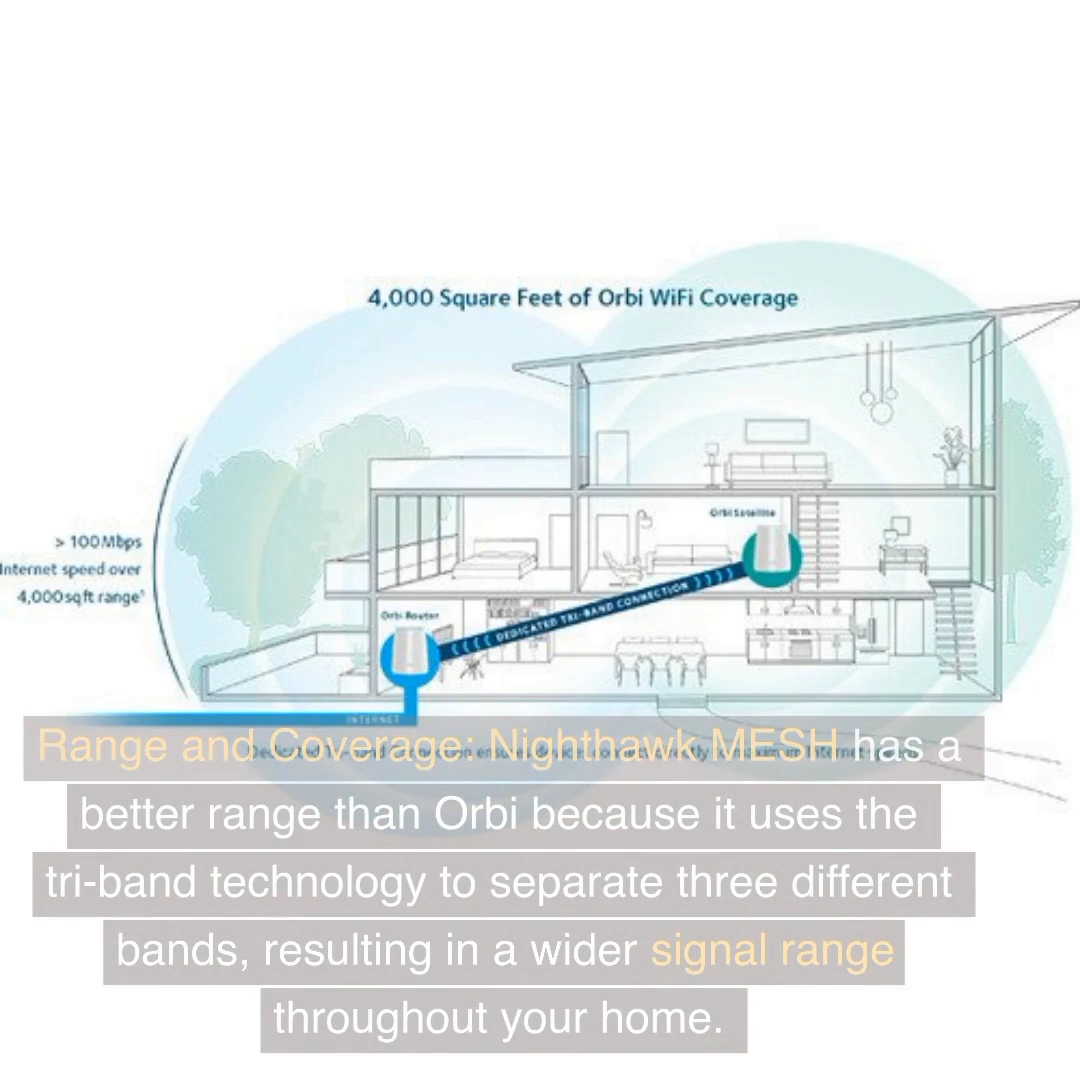 4,000 Square Feet of Orbi WiFi Coverage
> 100Mbps
Internet speed over
4,000sqft range¹
Orbi Satellite
DEDICATED TRI-BAND CONNECTION
Orbi Router
INTERNET
Range and Coverage: Nighthawk MESH has a
better range than Orbi because it uses the
tri-band technology to separate three different
bands, resulting in a wider signal range
throughout your home.